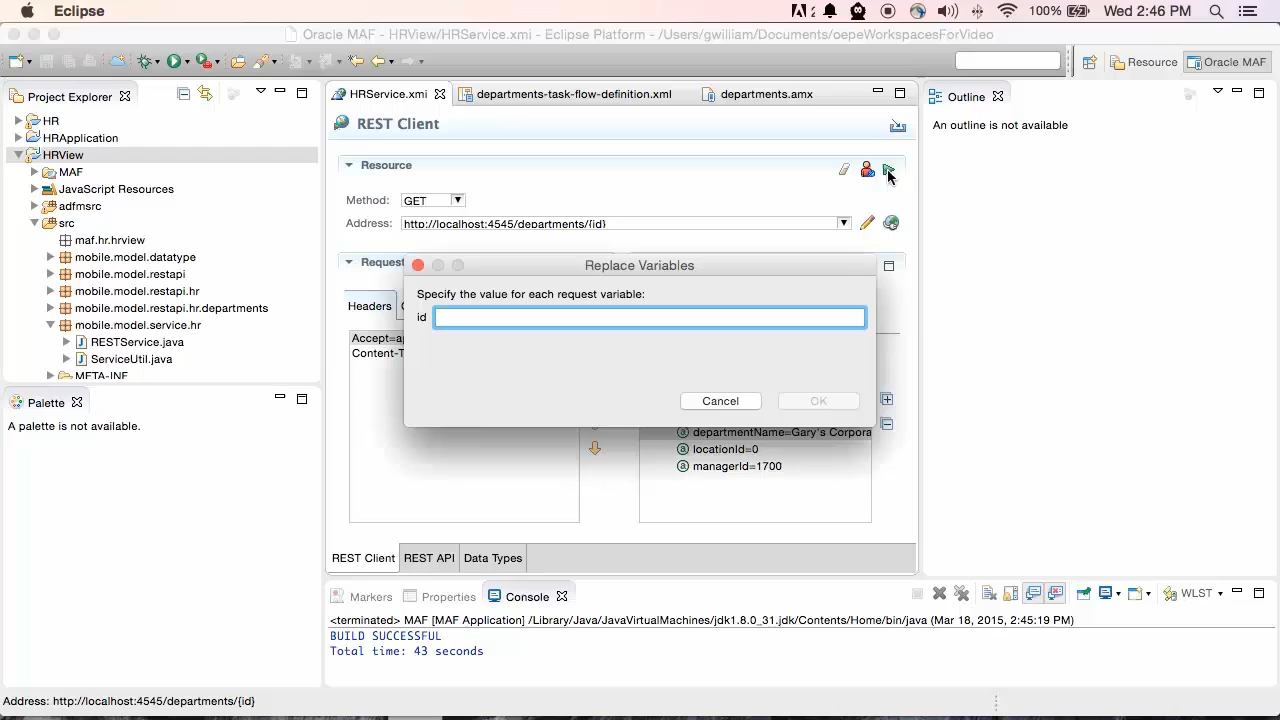 Eclipse
2
100%
Wed 2:46 PM
Oracle MAF - HRView/HRService.xmi - Eclipse Platform - /Users/gwilliam/Documents/oepeWorkspacesForVideo
Resource
Oracle MAF
Project Explorer
HR
HRApplication
HRView
MAF
JavaScript Resources
adfmsrc
src
maf.hr.hrview
mobile.model.datatype
mobile.model.restapi
mobile.model.restapi.hr
mobile.model.restapi.hr.departments
mobile.model.service.hr
RESTService.java
ServiceUtil.java
META-INF
Palette
A palette is not available.
HRService.xmi
departments-task-flow-definition.xml
departments.amx
REST Client
Resource
Method:
GET
Address:
http://localhost:4545/departments/{id}
Headers
Replace Variables
Specify the value for each request variable:
id
Cancel
OK
departmentName=Gary's Corpora
locationId=0
managerId=1700
REST Client
REST API
Data Types
Outline
An outline is not available
Markers
Properties
Console
WLST
<terminated> MAF [MAF Application] /Library/Java/JavaVirtualMachines/jdk1.8.0_31.jdk/Contents/Home/bin/java (Mar 18, 2015, 2:45:19 PM)
BUILD SUCCESSFUL
Total time: 43 seconds
Address: http://localhost:4545/departments/{id}